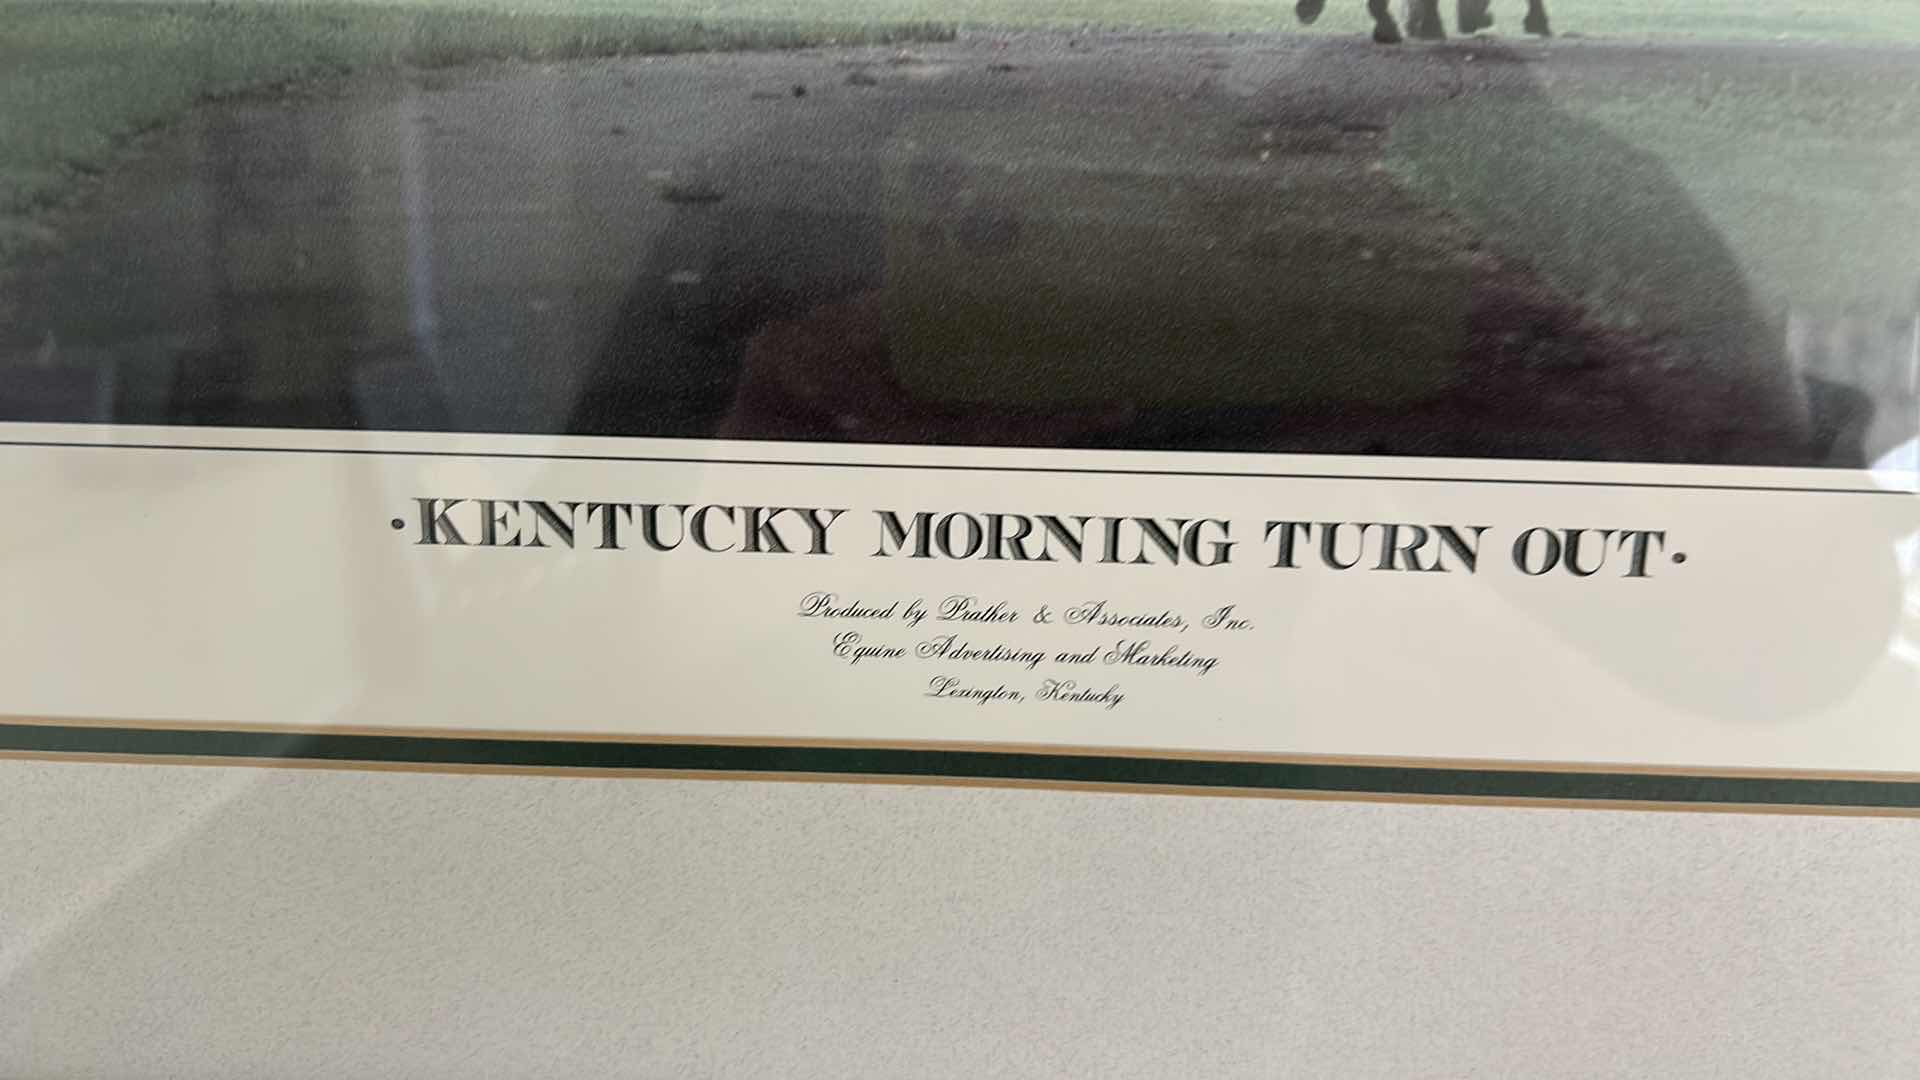 ·KENTUCKY MORNING TURN OUT·
Produced by Prather & Associates, Inc.
Equine Advertising and Marketing
Lexington, Kentucky